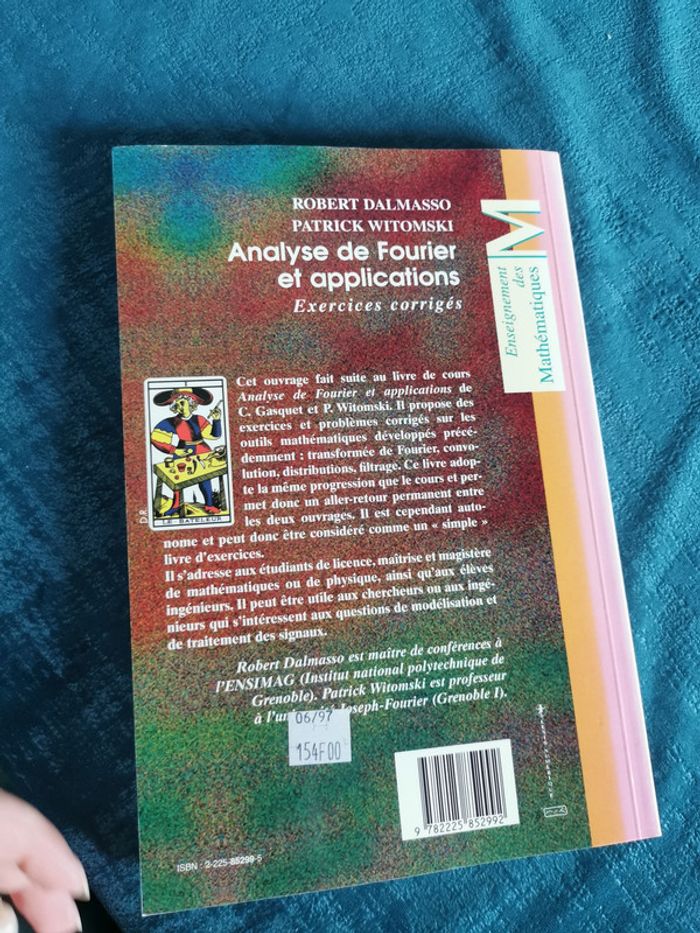 ROBERT DALMASSO
PATRICK WITOMSKI
Analyse de Fourier
et applications
Exercices corrigés
M
Enseignement
des
Mathématiques
Cet ouvrage fait suite au livre de cours
Analyse de Fourier et applications de
C. Gasquet et P. Witomski. Il propose des
exercices et problèmes corrigés sur les
outils mathématiques développés précé-
demment : transformée de Fourier, convo-
lution, distributions, filtrage. Ce livre adop-
te la même progression que le cours et per-
met donc un aller-retour permanent entre
les deux ouvrages. Il est cependant auto-
nome et peut donc être considéré comme un « simple »
livre d'exercices.
Il s'adresse aux étudiants de licence, maîtrise et magistère
de mathématiques ou de physique, ainsi qu'aux élèves
ingénieurs. Il peut être utile aux chercheurs ou aux ingé-
nieurs qui s'intéressent aux questions de modélisation et
de traitement des signaux.
D.R.
LE BATELEUR
Robert Dalmasso est maître de conférences à
l'ENSIMAG (Institut national polytechnique de
Grenoble). Patrick Witomski est professeur
à l'un Joseph-Fourier (Grenoble I).
06/97
154F00
9 782225 852992
ISBN : 2-225-85299-5